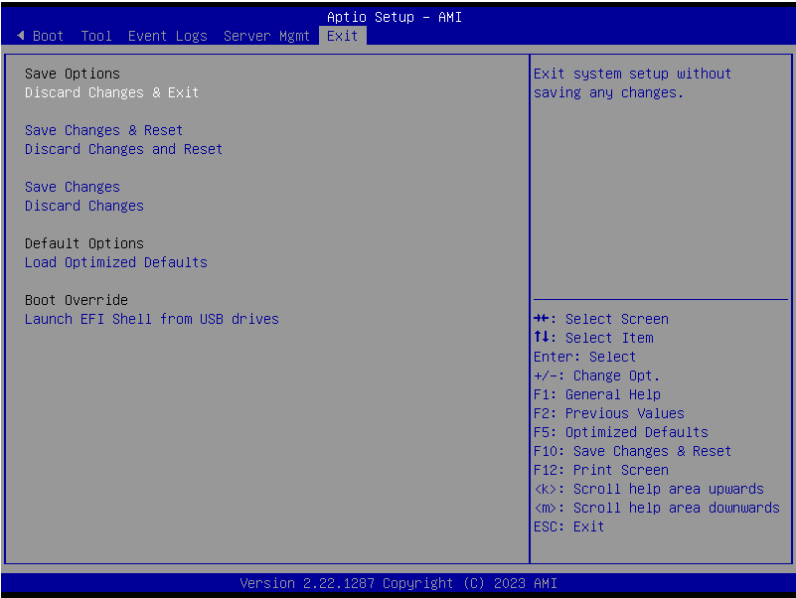 Aptio Setup – AMI
◀ Boot Tool Event Logs Server Mgmt Exit
Save Options
Discard Changes & Exit
Save Changes & Reset
Discard Changes and Reset
Save Changes
Discard Changes
Default Options
Load Optimized Defaults
Boot Override
Launch EFI Shell from USB drives
Exit system setup without
saving any changes.
→←: Select Screen
↑↓: Select Item
Enter: Select
+/-: Change Opt.
F1: General Help
F2: Previous Values
F5: Optimized Defaults
F10: Save Changes & Reset
F12: Print Screen
<k>: Scroll help area upwards
<m>: Scroll help area downwards
ESC: Exit
Version 2.22.1287 Copyright (C) 2023 AMI